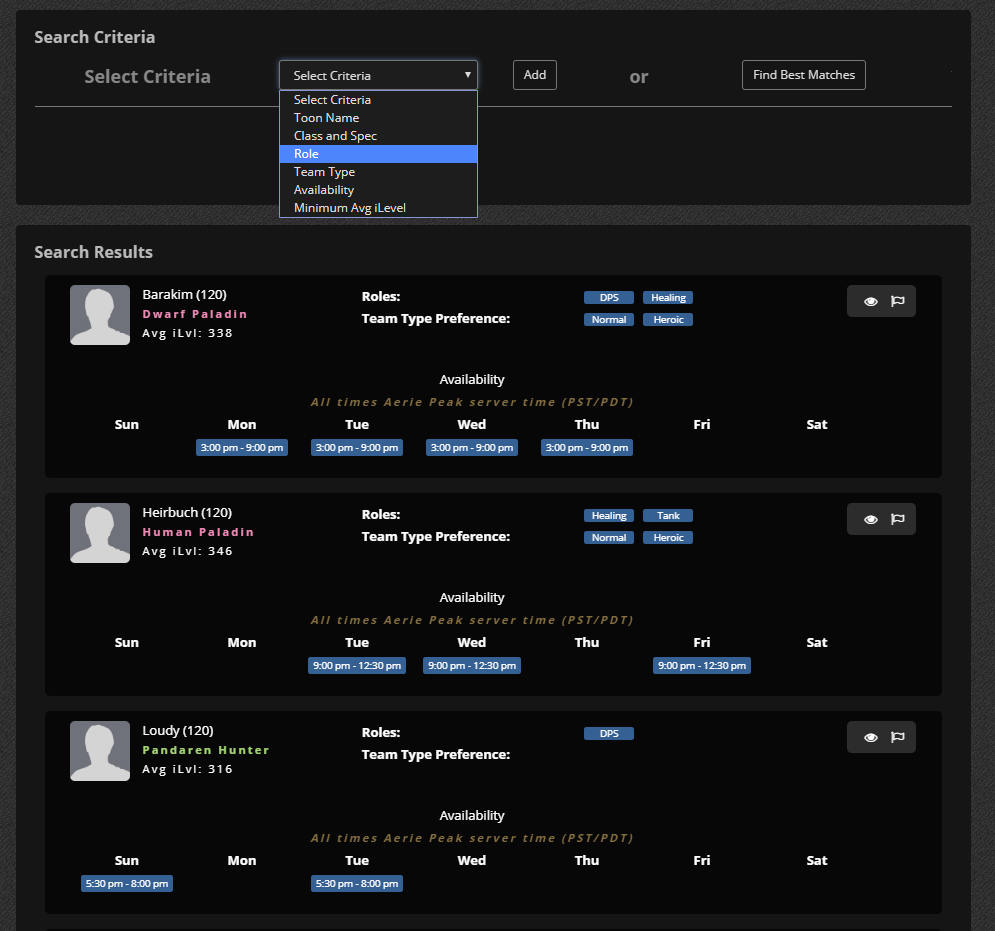 Search Criteria
Select Criteria Select Criteria Add or Find Best Matches
Select Criteria
Toon Name
Class and Spec
Role
Team Type
Availability
Minimum Avg iLevel
Search Results
Barakim (120) Roles: DPS Healing
Dwarf Paladin Team Type Preference: Normal Heroic
Avg iLvl: 338
Availability
All times Aerie Peak server time (PST/PDT)
Sun Mon Tue Wed Thu Fri Sat
3:00 pm - 9:00 pm 3:00 pm - 9:00 pm 3:00 pm - 9:00 pm 3:00 pm - 9:00 pm
Heirbuch (120) Roles: Healing Tank
Human Paladin Team Type Preference: Normal Heroic
Avg iLvl: 346
Availability
All times Aerie Peak server time (PST/PDT)
Sun Mon Tue Wed Thu Fri Sat
9:00 pm - 12:30 pm 9:00 pm - 12:30 pm 9:00 pm - 12:30 pm
Loudy (120) Roles: DPS
Pandaren Hunter Team Type Preference:
Avg iLvl: 316
Availability
All times Aerie Peak server time (PST/PDT)
Sun Mon Tue Wed Thu Fri Sat
5:30 pm - 8:00 pm 5:30 pm - 8:00 pm